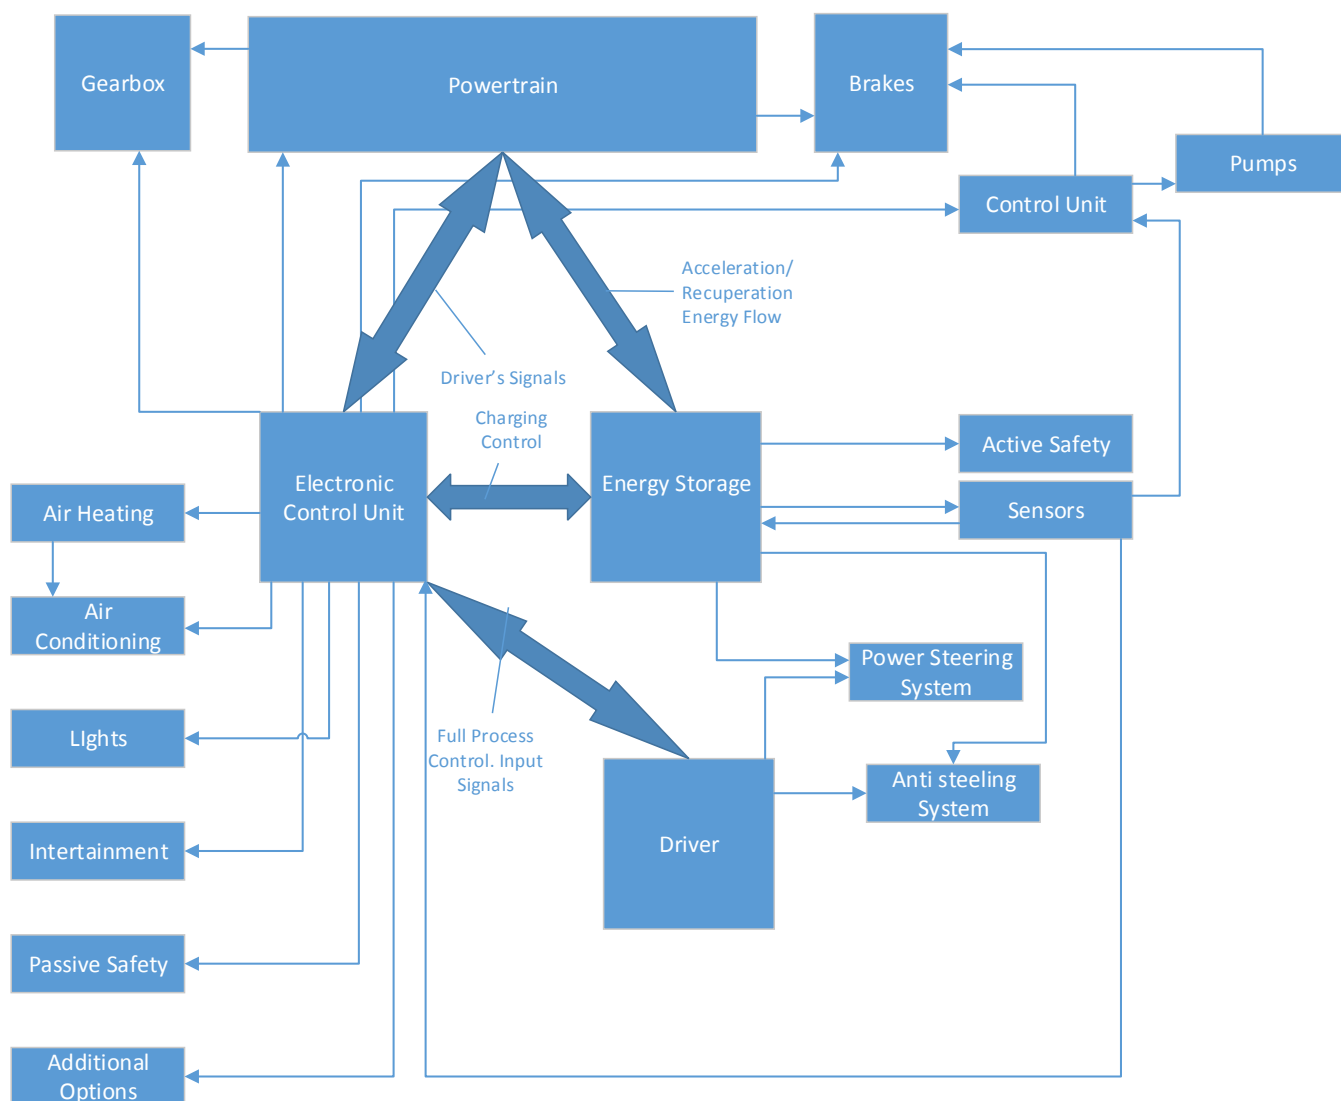 Gearbox
Powertrain
Brakes
Pumps
Control Unit
Acceleration/
Recuperation
Energy Flow
Driver's Signals
Charging
Control
Electronic
Control Unit
Energy Storage
Active Safety
Sensors
Air Heating
Air
Conditioning
Power Steering
System
LIghts
Full Process
Control. Input
Signals
Anti steeling
System
Driver
Intertainment
Passive Safety
Additional
Options